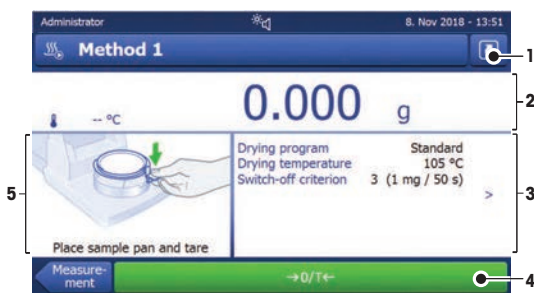 Administrator 8. Nov 2018 - 13:51
Method 1
1
-- °C 0.000 g
2
Drying program Standard
Drying temperature 105 °C
Switch-off criterion 3 (1 mg / 50 s)
>
3
5
Place sample pan and tare
Measure-
ment
→0/T←
4